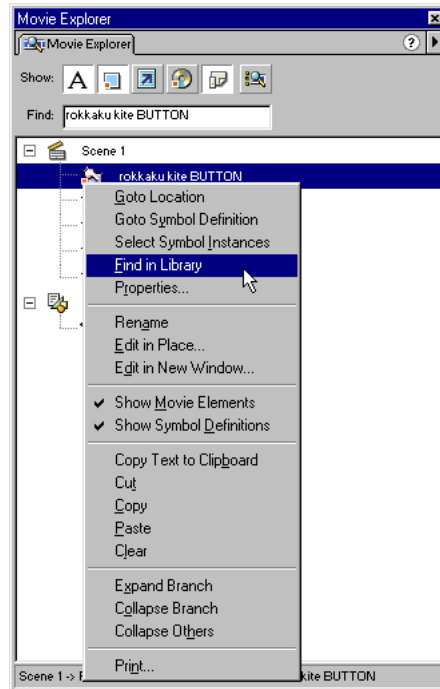 Movie Explorer
Movie Explorer
Show: A
Find: rokkaku kite BUTTON
Scene 1
rokkaku kite BUTTON
Goto Location
Goto Symbol Definition
Select Symbol Instances
Find in Library
Properties...
Rename
Edit in Place...
Edit in New Window...
Show Movie Elements
Show Symbol Definitions
Copy Text to Clipboard
Cut
Copy
Paste
Clear
Expand Branch
Collapse Branch
Collapse Others
Print...
Scene 1 -> kite BUTTON